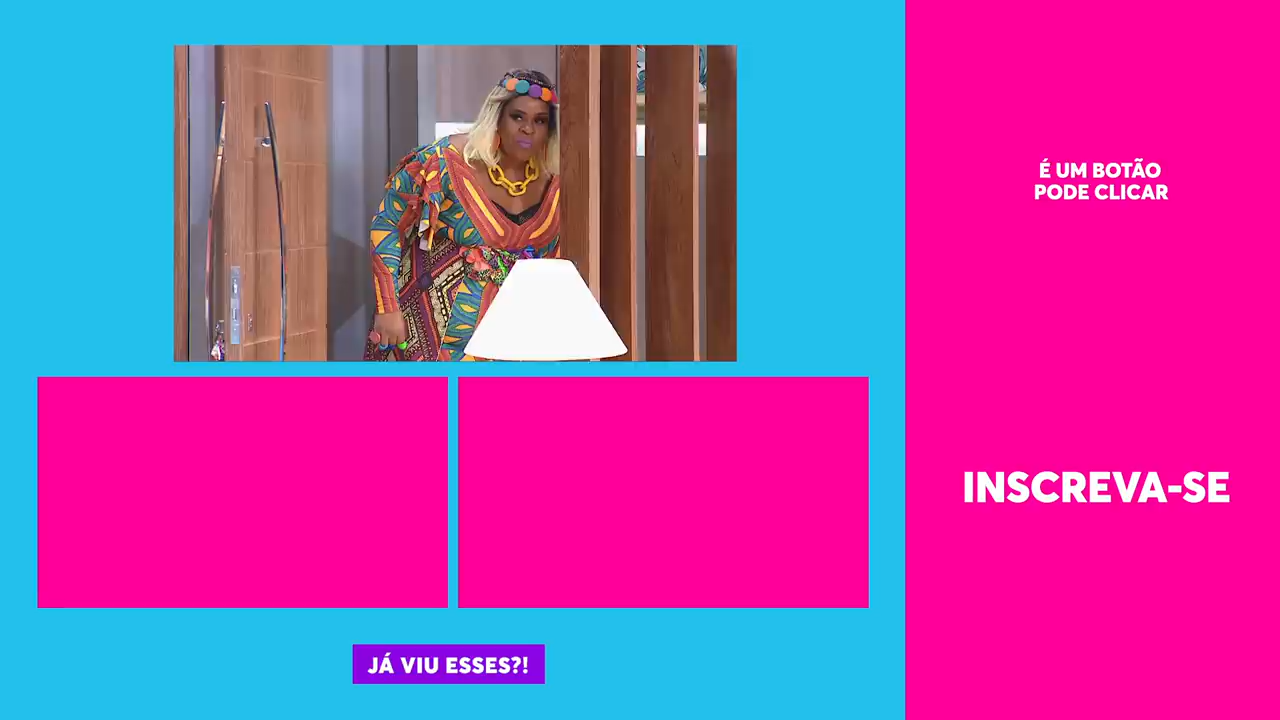 É UM BOTÃO
PODE CLICAR
INSCREVA-SE
JÁ VIU ESSES?!